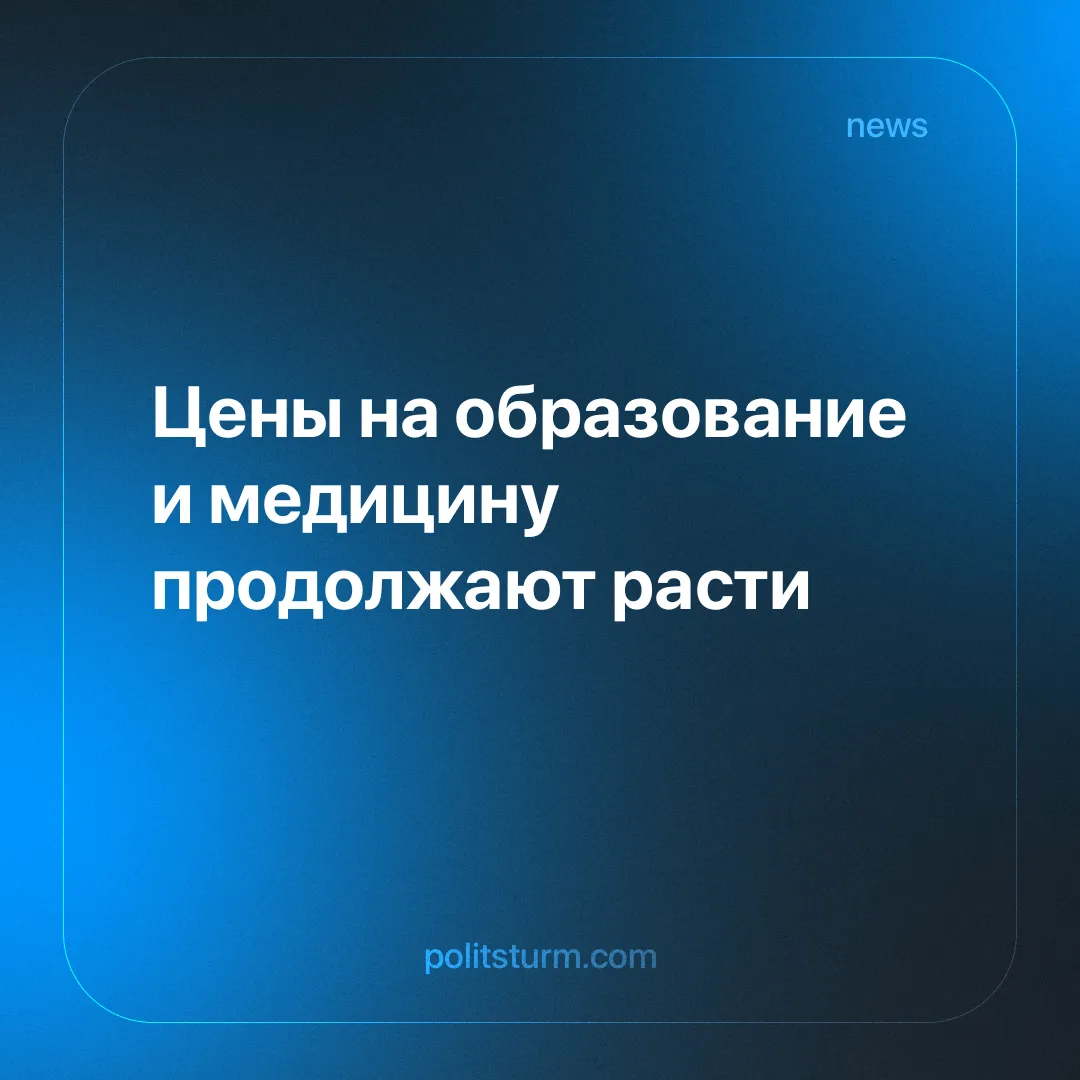 news
Цены на образование
и медицину
продолжают расти
politsturm.com